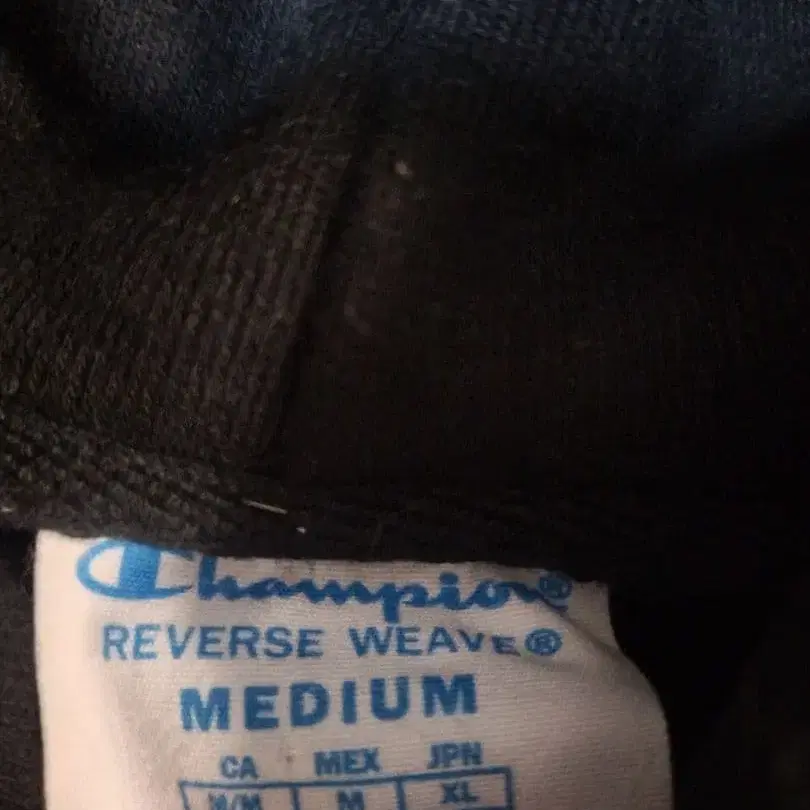 Champion®
REVERSE WEAVE®
MEDIUM
CA MEX JPN
M/M M XL